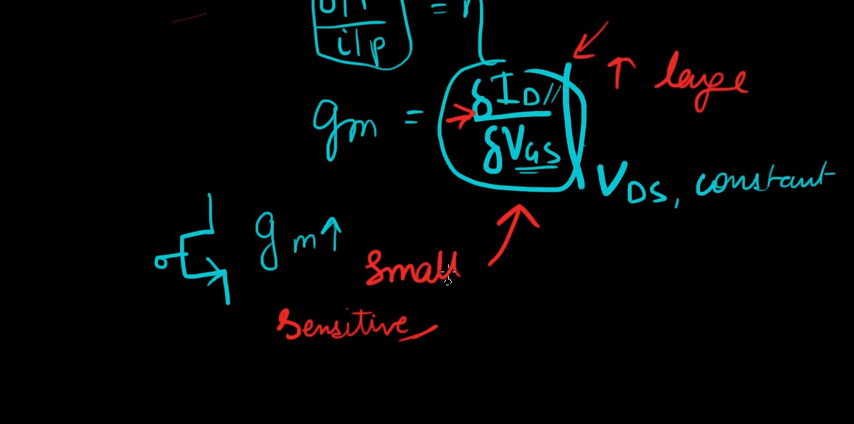 i/p
= η
gm = δID // δVGS | VDS, constant
↑ large
gm↑
Small
Sensitive